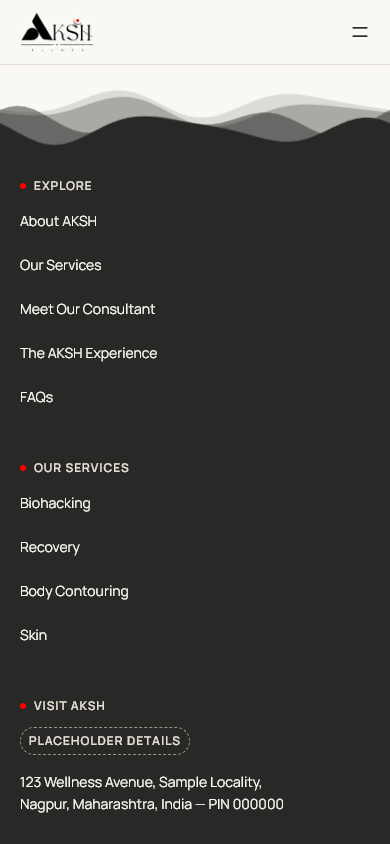 AKSH
EXPLORE
About AKSH
Our Services
Meet Our Consultant
The AKSH Experience
FAQs
OUR SERVICES
Biohacking
Recovery
Body Contouring
Skin
VISIT AKSH
PLACEHOLDER DETAILS
123 Wellness Avenue, Sample Locality,
Nagpur, Maharashtra, India — PIN 000000